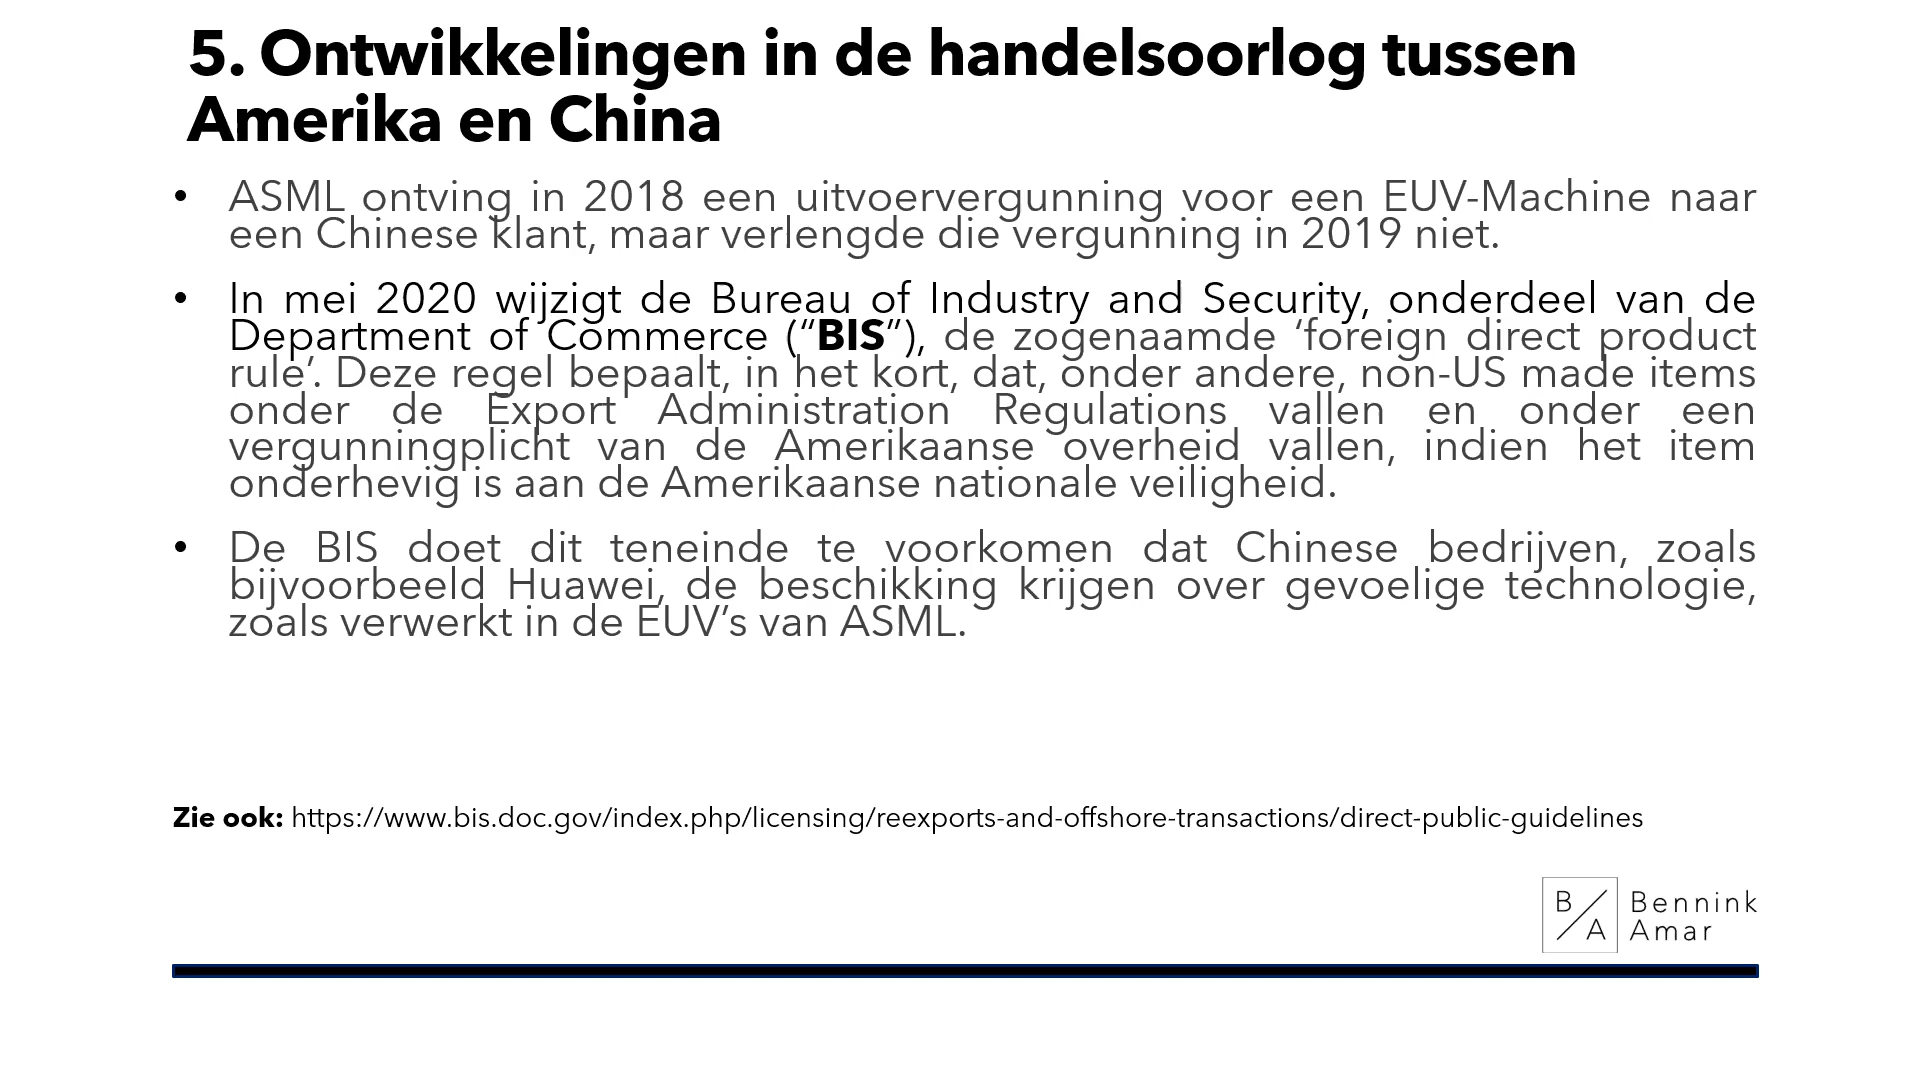 5. Ontwikkelingen in de handelsoorlog tussen
Amerika en China
• ASML ontving in 2018 een uitvoervergunning voor een EUV-Machine naar
een Chinese klant, maar verlengde die vergunning in 2019 niet.
• In mei 2020 wijzigt de Bureau of Industry and Security, onderdeel van de
Department of Commerce (“BIS”), de zogenaamde ‘foreign direct product
rule’. Deze regel bepaalt, in het kort, dat, onder andere, non-US made items
onder de Export Administration Regulations vallen en onder een
vergunningplicht van de Amerikaanse overheid vallen, indien het item
onderhevig is aan de Amerikaanse nationale veiligheid.
• De BIS doet dit teneinde te voorkomen dat Chinese bedrijven, zoals
bijvoorbeeld Huawei, de beschikking krijgen over gevoelige technologie,
zoals verwerkt in de EUV’s van ASML.
Zie ook: https://www.bis.doc.gov/index.php/licensing/reexports-and-offshore-transactions/direct-public-guidelines
B/A
Bennink
Amar